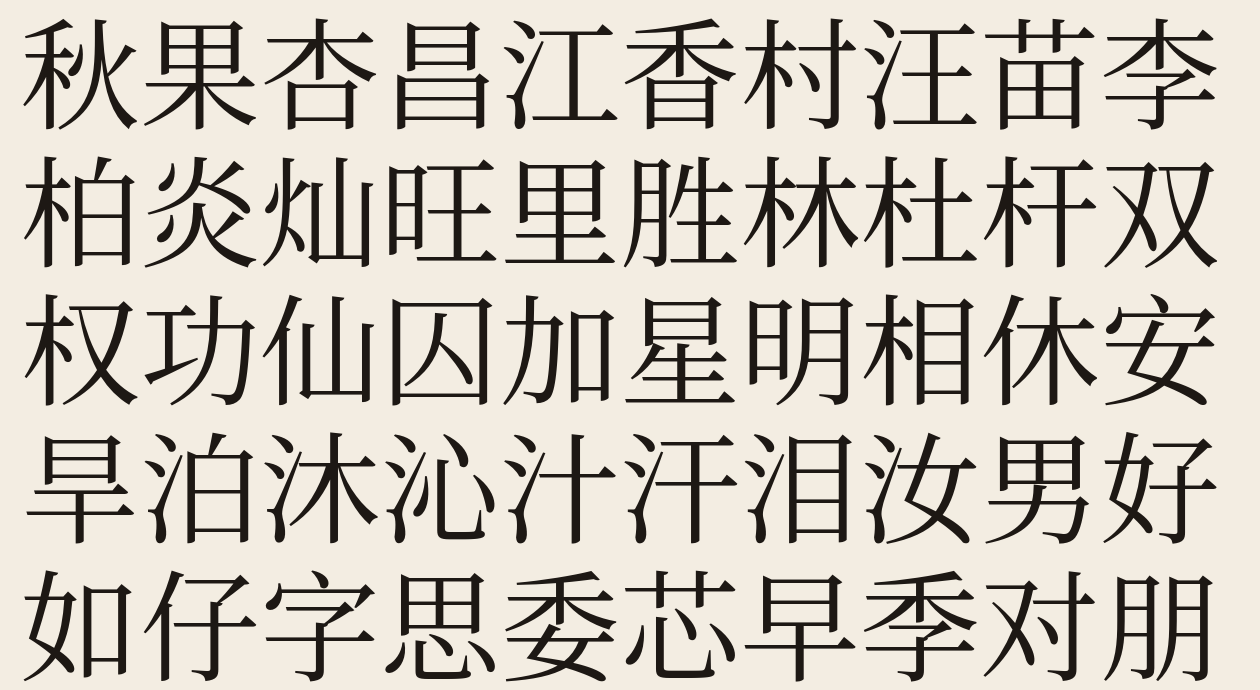 秋果杏昌江香村汪苗李
柏炎灿旺里胜林杜杆双
权功仙囚加星明相休安
旱泊沐沁汁汗泪汝男好
如仔字思委芯早季对朋